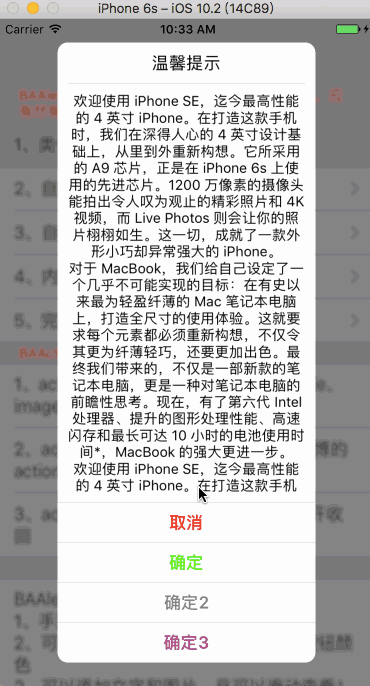 iPhone 6s – iOS 10.2 (14C89)
Carrier 10:33 AM
温馨提示
欢迎使用 iPhone SE，迄今最高性能
的 4 英寸 iPhone。在打造这款手机
时，我们在深得人心的 4 英寸设计基
础上，从里到外重新构想。它所采用
的 A9 芯片，正是在 iPhone 6s 上使
用的先进芯片。1200 万像素的摄像头
能拍出令人叹为观止的精彩照片和 4K
视频，而 Live Photos 则会让你的照
片栩栩如生。这一切，成就了一款外
形小巧却异常强大的 iPhone。
对于 MacBook，我们给自己设定了一
个几乎不可能实现的目标：在有史以
来最为轻盈纤薄的 Mac 笔记本电脑
上，打造全尺寸的使用体验。这就要
求每个元素都必须重新构想，不仅令
其更为纤薄轻巧，还要更加出色。最
终我们带来的，不仅是一部新款的笔
记本电脑，更是一种对笔记本电脑的
前瞻性思考。现在，有了第六代 Intel
处理器、提升的图形处理性能、高速
闪存和最长可达 10 小时的电池使用时
间*，MacBook 的强大更进一步。
欢迎使用 iPhone SE，迄今最高性能
的 4 英寸 iPhone。在打造这款手机
取消
确定
确定2
确定3